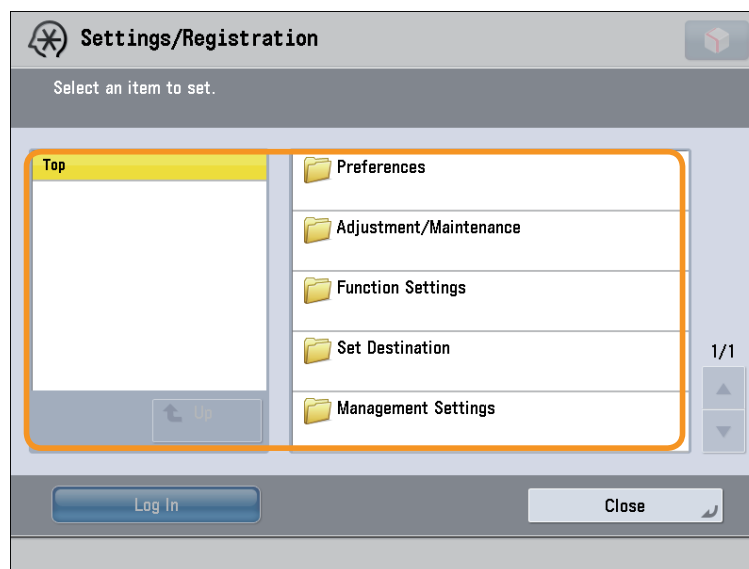 Settings/Registration
Select an item to set.
Top
Preferences
Adjustment/Maintenance
Function Settings
Set Destination
1/1
Up
Management Settings
Log In
Close